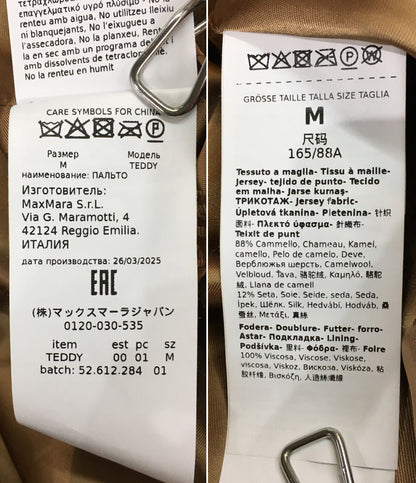 επαγγελματικό υγρό πλύσιμο - No
renteu amb aigua, No utilitzeu lleixiu
ni blanquejants. No l'eixugueu a
l'assecadora. No la planxeu, renteu-
la en sec amb un programa delicat i
amb dissolvents de tetraclorome.
No la renteu en humit
CARE SYMBOLS FOR CHINA
Размер Модель
M TEDDY
наименование: ПАЛЬТО
Изготовитель:
MaxMara S.r.L.
Via G. Maramotti, 4
42124 Reggio Emilia.
ИТАЛИЯ
дата производства: 26/03/2025
EAC
(株)マックスマーラジャパン
0120-030-535
item est pc sz
TEDDY 00 01 M
batch: 52.612.284 01
GRÖSSE TAILLE TALLA SIZE TAGLIA
M
尺码
165/88A
Tessuto a maglia- Tissu à maille-
Jersey- tejido de punto- Tecido
em malha- Jarse kumaş-
ТРИКОТАЖ- Jersey fabric-
Úpletová tkanina- Pletenina- 针织
面料- Πλεκτό ύφασμα- 針織布-
Teixit de punt
88% Cammello, Chameau, Kamel,
camello, Pelo de camelo, Deve,
Верблюжья шерсть, Camelwool,
Velbloud, Ťava, 骆驼绒, Καμηλό, 駱駝
絨, Llana de camell
12% Seta, Soie, Seide, seda, Seda,
İpek, Шёлк, Silk, Hedvábí, Hodváb, 桑
蚕丝, Μετάξι, 真絲
Fodera- Doublure- Futter- forro-
Astar- Подкладка- Lining-
Podšívka- 里料- Φόδρα- 裡布- Folre
100% Viscosa, Viscose, Viskose,
viscosa, Viskoz, Вискоза, Viskóza, 粘
胶纤维, Βισκόζη, 人造絲纖維